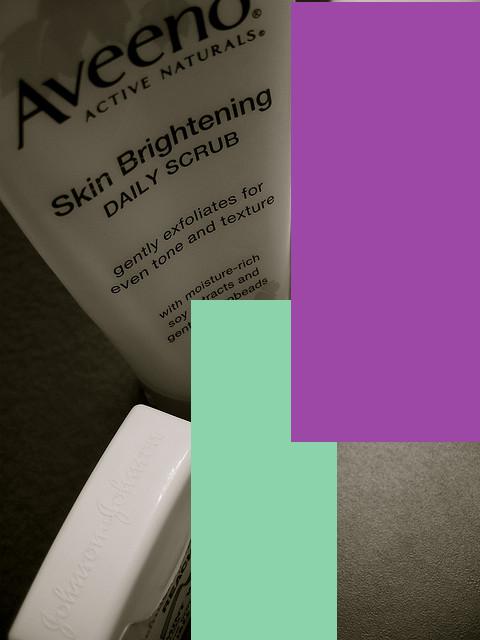 Aveeno®
ACTIVE NATURALS®
Skin Brightening
DAILY SCRUB
gently exfoliates for
even tone and texture
with moisture-rich
soy and
Johnson & Johnson